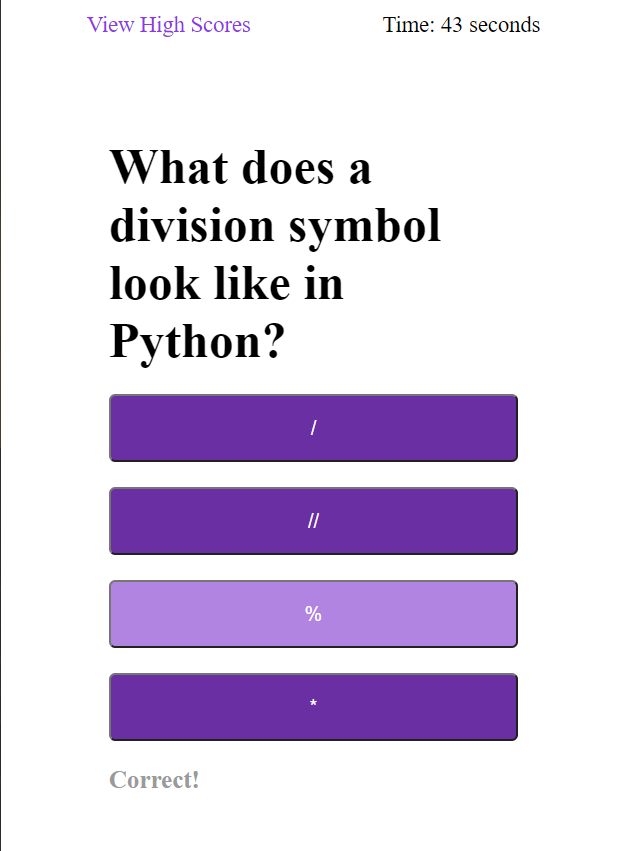 View High Scores
Time: 43 seconds
What does a
division symbol
look like in
Python?
/
//
%
*
Correct!